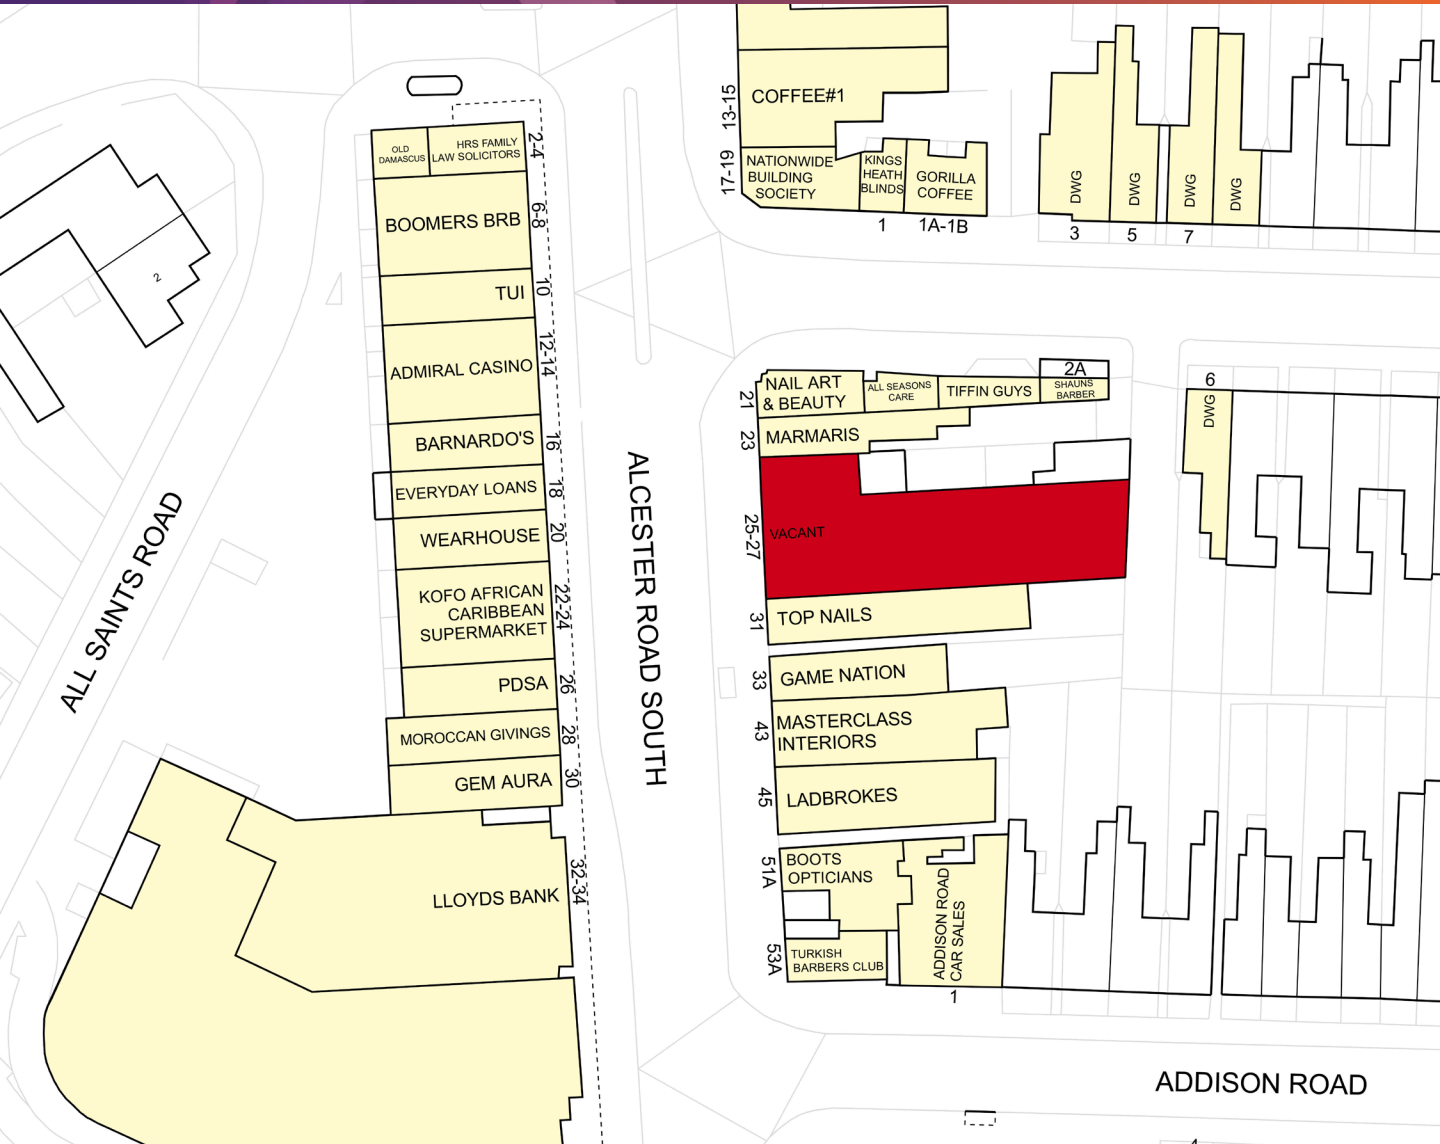 13-15
COFFEE#1
17-19
NATIONWIDE
BUILDING
SOCIETY
KINGS
HEATH
BLINDS
GORILLA
COFFEE
1
1A-1B
DWG
DWG
DWG
DWG
3
5
7
OLD
DAMASCUS
HRS FAMILY
LAW SOLICITORS
2-4
BOOMERS BRB
6-8
TUI
10
ADMIRAL CASINO
12-14
BARNARDO'S
16
EVERYDAY LOANS
18
WEARHOUSE
20
KOFO AFRICAN
CARIBBEAN
SUPERMARKET
22-24
PDSA
26
MOROCCAN GIVINGS
28
GEM AURA
30
LLOYDS BANK
32-34
2
ALL SAINTS ROAD
ALCESTER ROAD SOUTH
21
NAIL ART
& BEAUTY
ALL SEASONS
CARE
TIFFIN GUYS
2A
SHAUNS
BARBER
23
MARMARIS
25-27
VACANT
31
TOP NAILS
33
GAME NATION
43
MASTERCLASS
INTERIORS
45
LADBROKES
51A
BOOTS
OPTICIANS
53A
TURKISH
BARBERS CLUB
ADDISON ROAD
CAR SALES
1
6
DWG
ADDISON ROAD